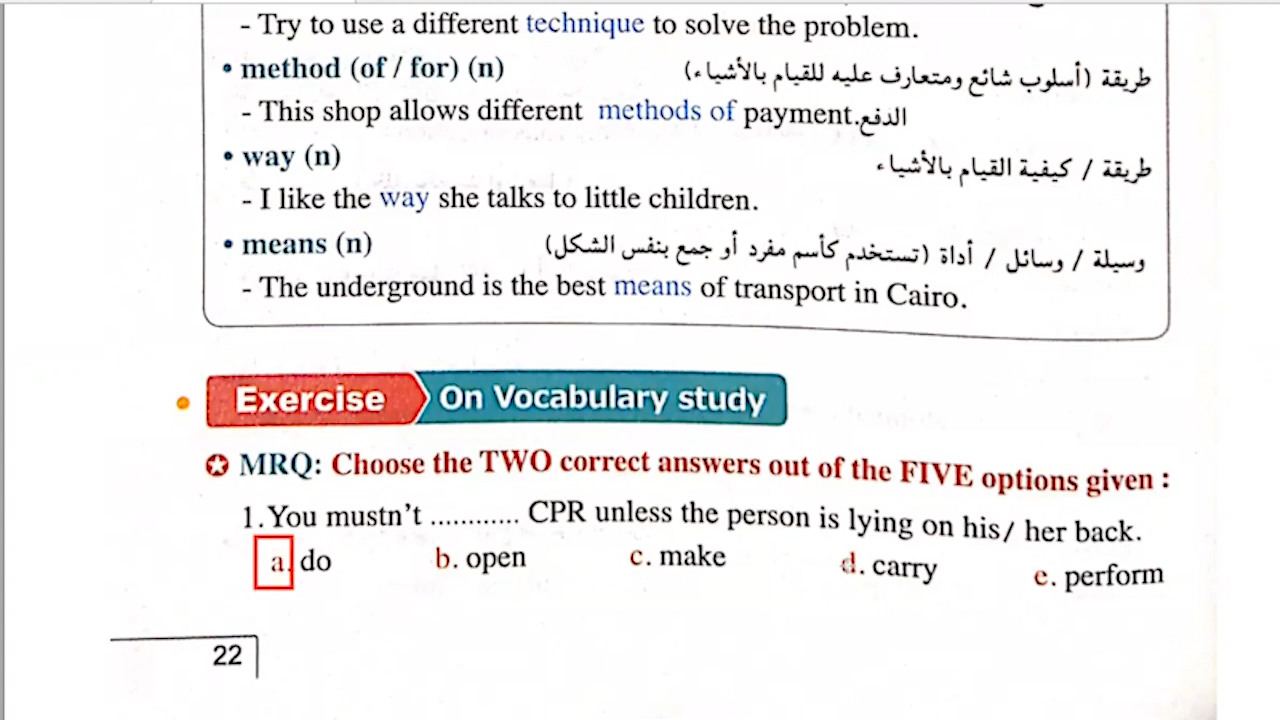 - Try to use a different technique to solve the problem.
• method (of / for) (n) طريقة (أسلوب شائع ومتعارف عليه للقيام بالأشياء)
- This shop allows different methods of payment.الدفع
• way (n) طريقة / كيفية القيام بالأشياء
- I like the way she talks to little children.
• means (n) وسيلة / وسائل / أداة (تستخدم كأسم مفرد أو جمع بنفس الشكل)
- The underground is the best means of transport in Cairo.
Exercise On Vocabulary study
MRQ: Choose the TWO correct answers out of the FIVE options given :
1. You mustn't ............ CPR unless the person is lying on his/ her back.
a. do b. open c. make d. carry e. perform
22